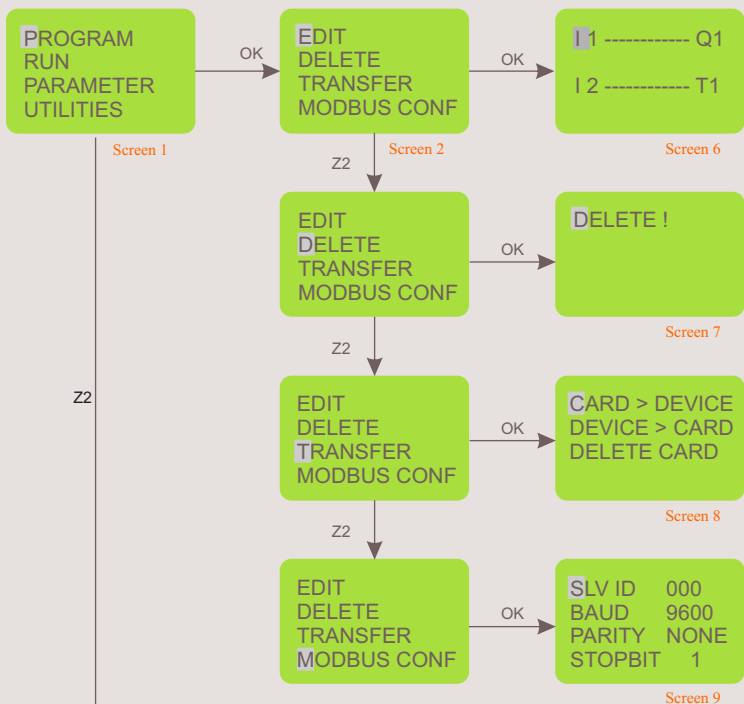 PROGRAM
RUN
PARAMETER
UTILITIES
Screen 1
OK
EDIT
DELETE
TRANSFER
MODBUS CONF
Screen 2
OK
I 1 ------------ Q1
I 2 ------------ T1
Screen 6
Z2
EDIT
DELETE
TRANSFER
MODBUS CONF
OK
DELETE !
Screen 7
Z2
Z2
EDIT
DELETE
TRANSFER
MODBUS CONF
OK
CARD > DEVICE
DEVICE > CARD
DELETE CARD
Screen 8
Z2
EDIT
DELETE
TRANSFER
MODBUS CONF
OK
SLV ID 000
BAUD 9600
PARITY NONE
STOPBIT 1
Screen 9